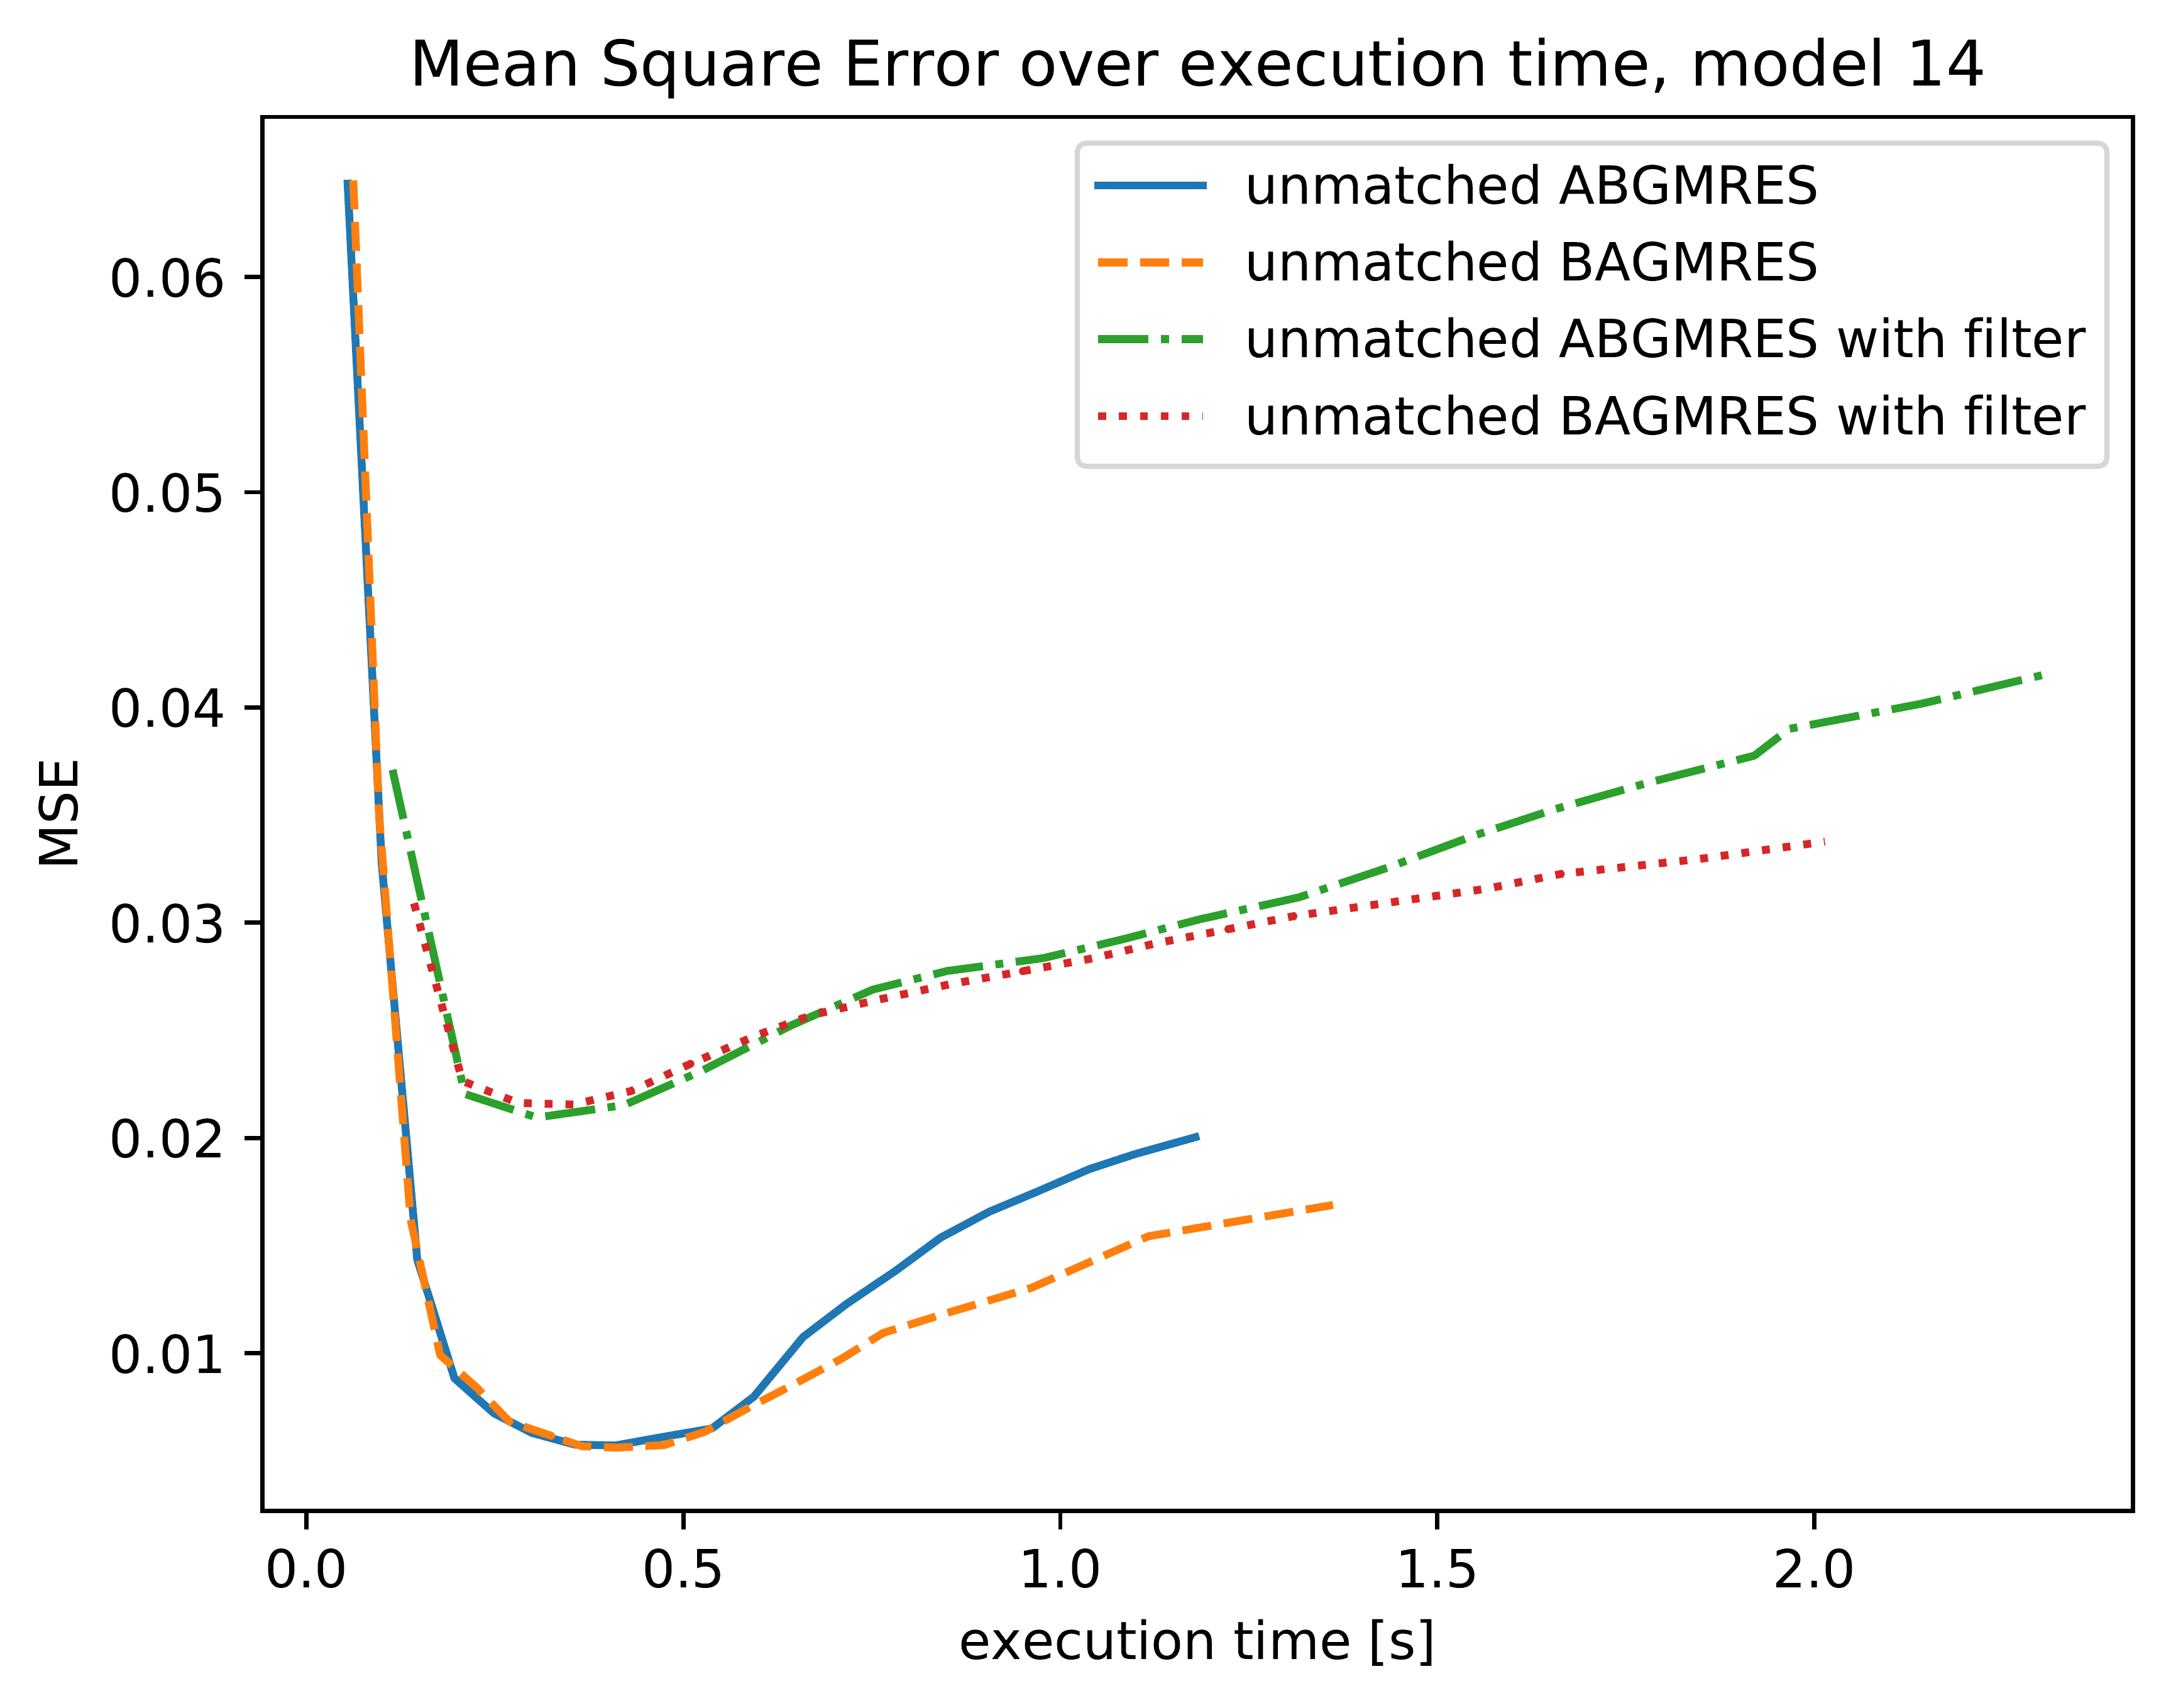 Mean Square Error over execution time, model 14
unmatched ABGMRES
unmatched BAGMRES
unmatched ABGMRES with filter
unmatched BAGMRES with filter
MSE
0.06
0.05
0.04
0.03
0.02
0.01
0.0 0.5 1.0 1.5 2.0
execution time [s]